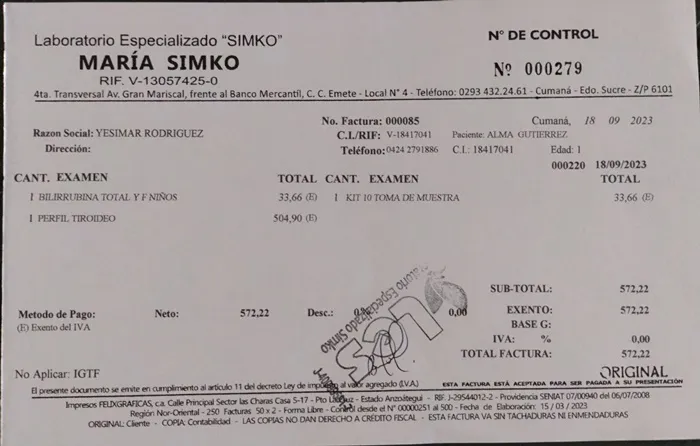 Laboratorio Especializado "SIMKO"
MARÍA SIMKO
RIF. V-13057425-0
N° DE CONTROL
Nº 000279
4ta. Transversal Av. Gran Mariscal, frente al Banco Mercantil, C. C. Emete - Local N° 4 - Teléfono: 0293 432.24.61 - Cumaná - Edo. Sucre - Z/P 6101
No. Factura: 000085 Cumaná, 18 09 2023
Razon Social: YESIMAR RODRIGUEZ C.I./RIF: V-18417041 Paciente: ALMA GUTIERREZ
Dirección: Teléfono: 0424 2791886 C.I.: 18417041 Edad: 1
000220 18/09/2023
CANT. EXAMEN TOTAL CANT. EXAMEN TOTAL
1 BILIRRUBINA TOTAL Y F NIÑOS 33,66 (E) 1 KIT 10 TOMA DE MUESTRA 33,66 (E)
1 PERFIL TIROIDEO 504,90 (E)
SUB-TOTAL: 572,22
Metodo de Pago: Neto: 572,22 Desc.: 0% 0,00 EXENTO: 572,22
(E) Exento del IVA BASE G:
IVA: % 0,00
TOTAL FACTURA: 572,22
Laboratorio Especializado Simko
No Aplicar: IGTF ORIGINAL
El presente documento se emite en cumplimiento al artículo 11 del decreto Ley de impuesto al valor agregado (I.V.A.) ESTA FACTURA ESTÁ ACEPTADA PARA SER PAGADA A SU PRESENTACIÓN
Impresos FELIXGRAFICAS, c.a. Calle Principal Sector las Charas Casa S-17 - Pto La Cruz - Estado Anzoátegui - RIF. J-29544012-2 - Providencia SENIAT 07/00940 del 06/07/2008
Región Nor-Oriental - 250 Facturas 50 x 2 - Forma Libre - Control desde el N° 00000251 al 500 - Fecha de Elaboración: 15 / 03 / 2023
ORIGINAL: Cliente - COPIA: Contabilidad - LAS COPIAS NO DAN DERECHO A CRÉDITO FISCAL - ESTA FACTURA VA SIN TACHADURAS NI ENMENDADURAS